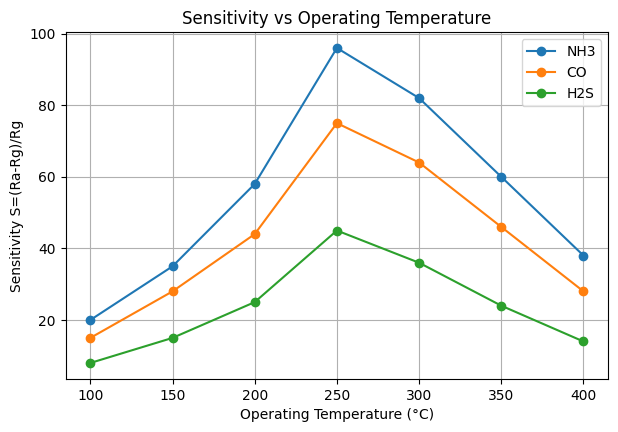 Sensitivity vs Operating Temperature
NH3
CO
H2S
Sensitivity S=(Ra-Rg)/Rg
100
80
60
40
20
100 150 200 250 300 350 400
Operating Temperature (°C)